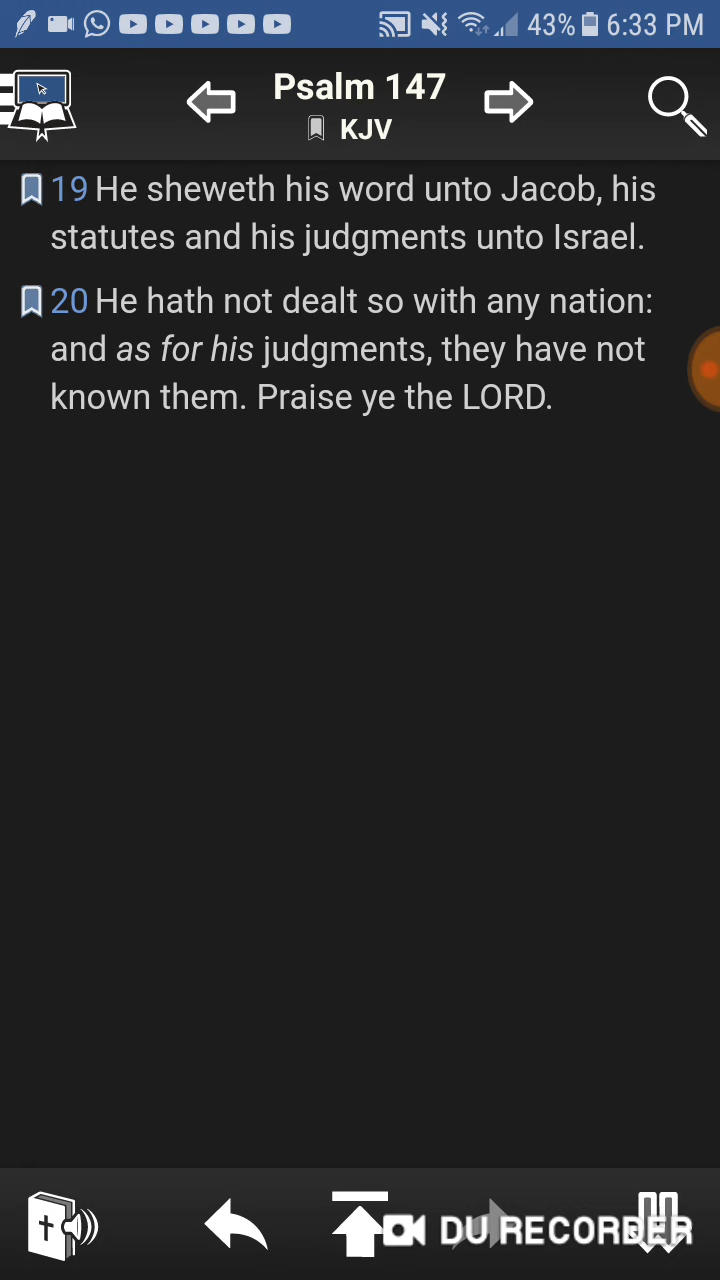 43% 6:33 PM
Psalm 147
KJV
19 He sheweth his word unto Jacob, his
statutes and his judgments unto Israel.
20 He hath not dealt so with any nation:
and as for his judgments, they have not
known them. Praise ye the LORD.
DU RECORDER